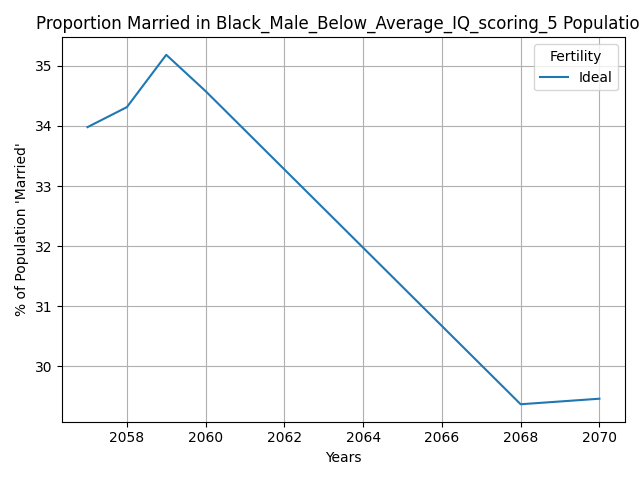 Proportion Married in Black_Male_Below_Average_IQ_scoring_5 Populatio
35
34
33
32
31
30
% of Population 'Married'
Fertility
Ideal
2058 2060 2062 2064 2066 2068 2070
Years